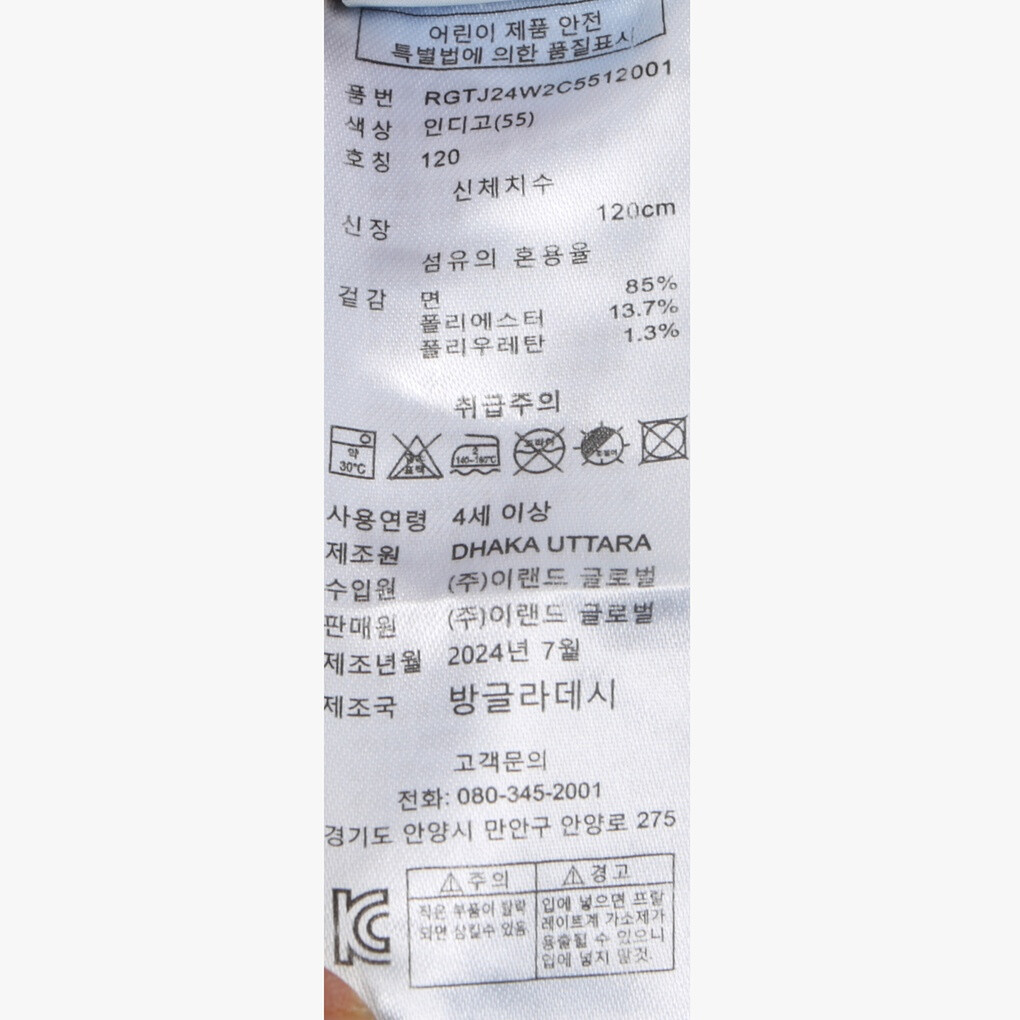 어린이 제품 안전
특별법에 의한 품질표시
품번 RGTJ24W2C5512001
색상 인디고(55)
호칭 120
신체치수
신장 120cm
섬유의 혼용율
겉감 면 85%
폴리에스터 13.7%
폴리우레탄 1.3%
취급주의
약 30℃
140~160℃
드라이
사용연령 4세 이상
제조원 DHAKA UTTARA
수입원 (주)이랜드 글로벌
판매원 (주)이랜드 글로벌
제조년월 2024년 7월
제조국 방글라데시
고객문의
전화: 080-345-2001
경기도 안양시 만안구 안양로 275
주의
작은 부품이 탈락
되면 삼킬수 있음
경고
입에 넣으면 프탈
레이트계 가소제가
용출될 수 있으니
입에 넣지 말것.
KC